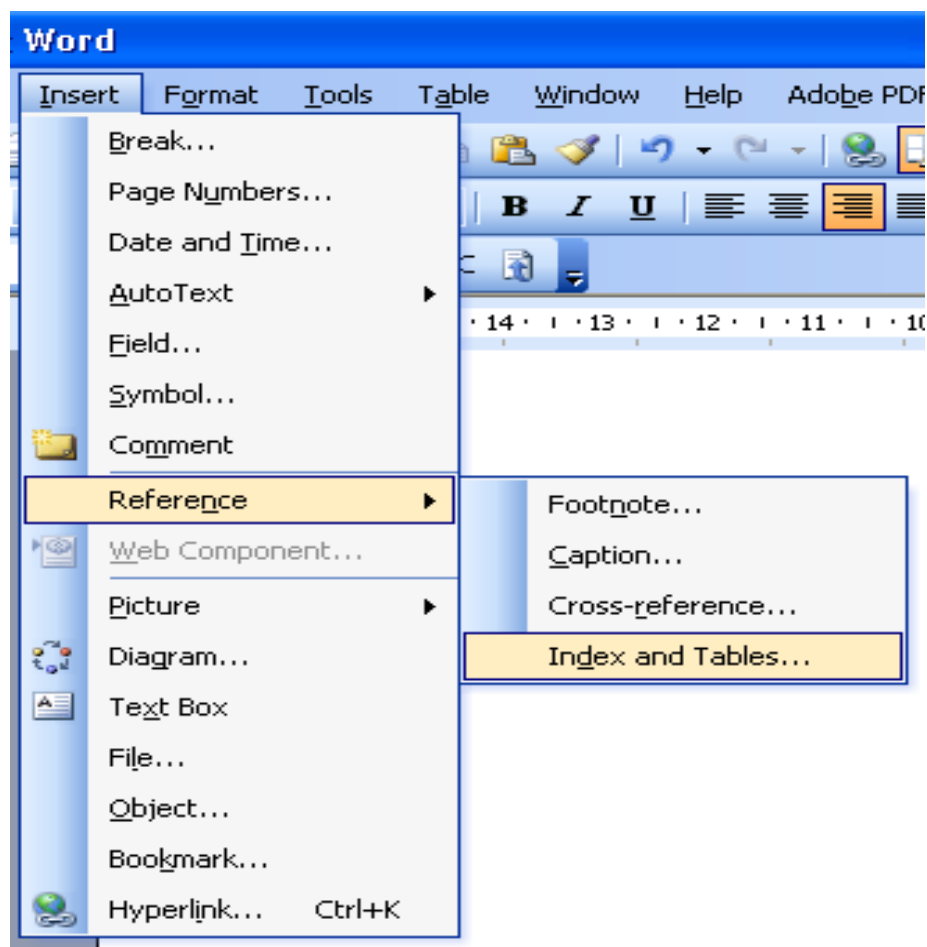 Word
Insert Format Tools Table Window Help Adobe PDF
Break...
Page Numbers...
B I U
Date and Time...
AutoText
14 13 12 11 10
Field...
Symbol...
Comment
Reference
Footnote...
Web Component...
Caption...
Picture
Cross-reference...
Diagram...
Index and Tables...
Text Box
File...
Object...
Bookmark...
Hyperlink... Ctrl+K